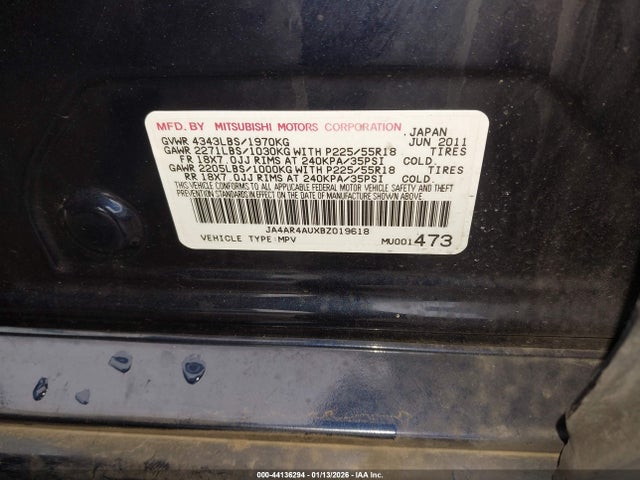 MFD. BY MITSUBISHI MOTORS CORPORATION. JAPAN
GVWR 4343LBS/1970KG JUN 2011
GAWR 2271LBS/1030KG WITH P225/55R18 TIRES
FR 18X7.0JJ RIMS AT 240KPA/35PSI COLD.
GAWR 2205LBS/1000KG WITH P225/55R18 TIRES
RR 18X7.0JJ RIMS AT 240KPA/35PSI COLD.
THIS VEHICLE CONFORMS TO ALL APPLICABLE FEDERAL MOTOR VEHICLE SAFETY AND
THEFT PREVENTION STANDARDS IN EFFECT ON THE DATE OF MANUFACTURE SHOWN ABOVE.
JA4AR4AUXBZ019618
VEHICLE TYPE MPV MU001473
000-44136294 - 01/13/2026 - IAA Inc.